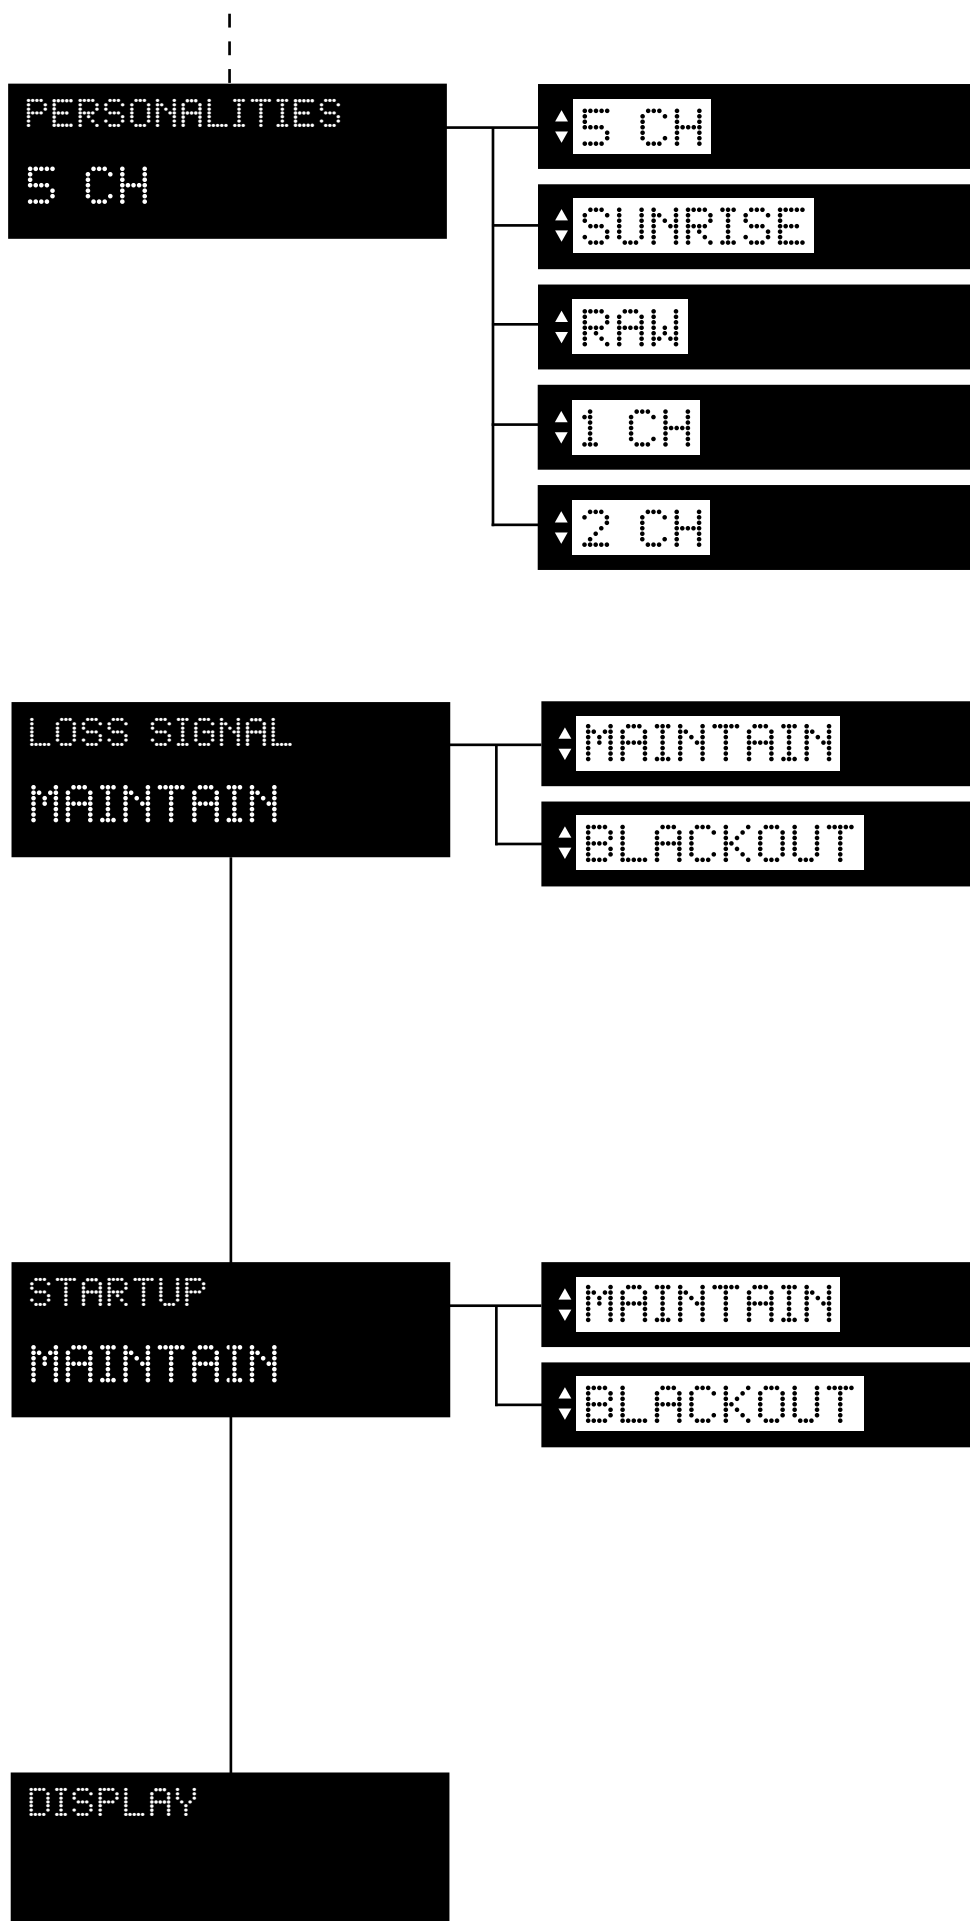 PERSONALITIES
5 CH
5 CH
SUNRISE
RAW
1 CH
2 CH
LOSS SIGNAL
MAINTAIN
MAINTAIN
BLACKOUT
STARTUP
MAINTAIN
MAINTAIN
BLACKOUT
DISPLAY